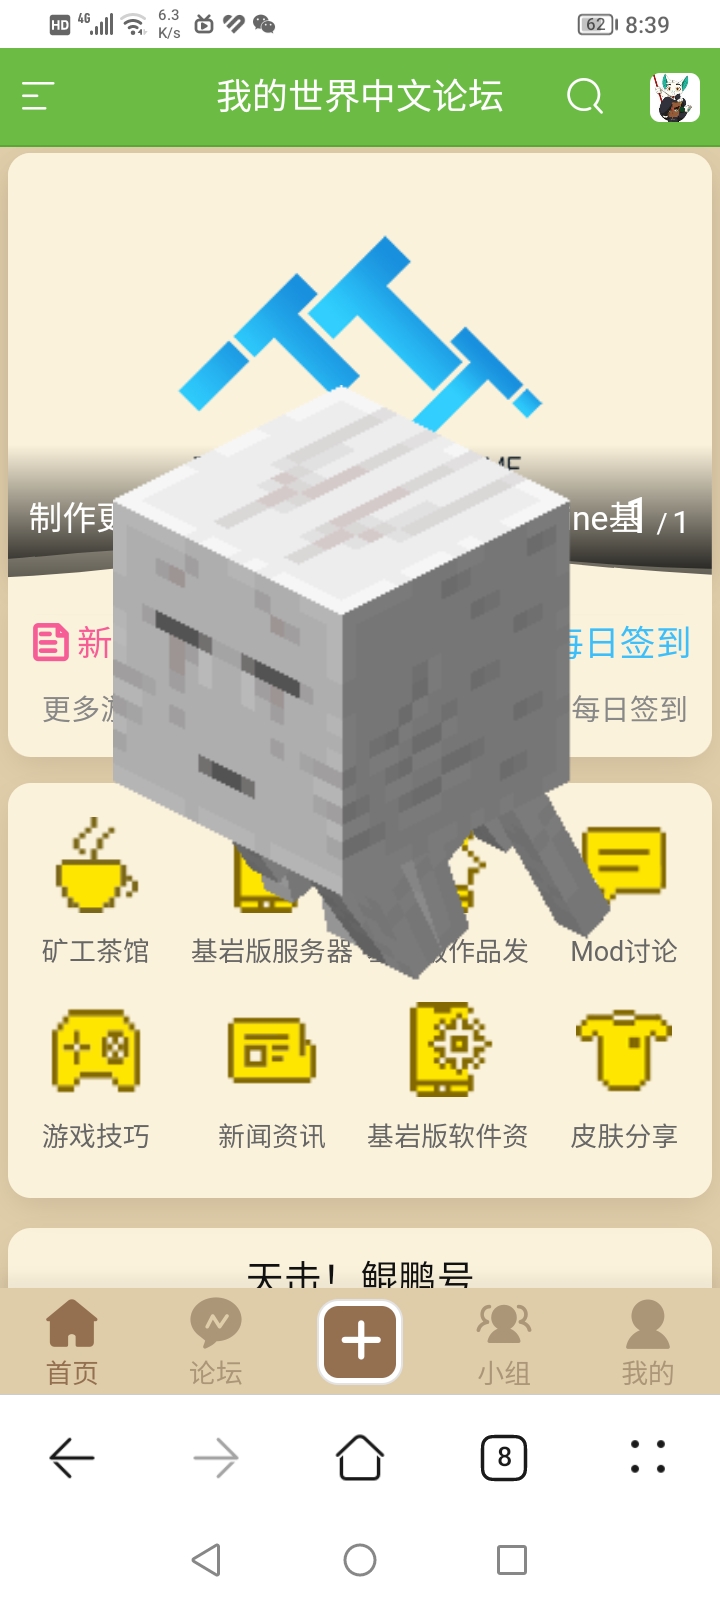 HD 4G 6.3 K/s 62 8:39
我的世界中文论坛
制作更 ine基 1 / 1
新 每日签到
更多游 每日签到
矿工茶馆 基岩版服务器 作品发 Mod讨论
游戏技巧 新闻资讯 基岩版软件资 皮肤分享
天击！鲲鹏号
首页 论坛 小组 我的
8